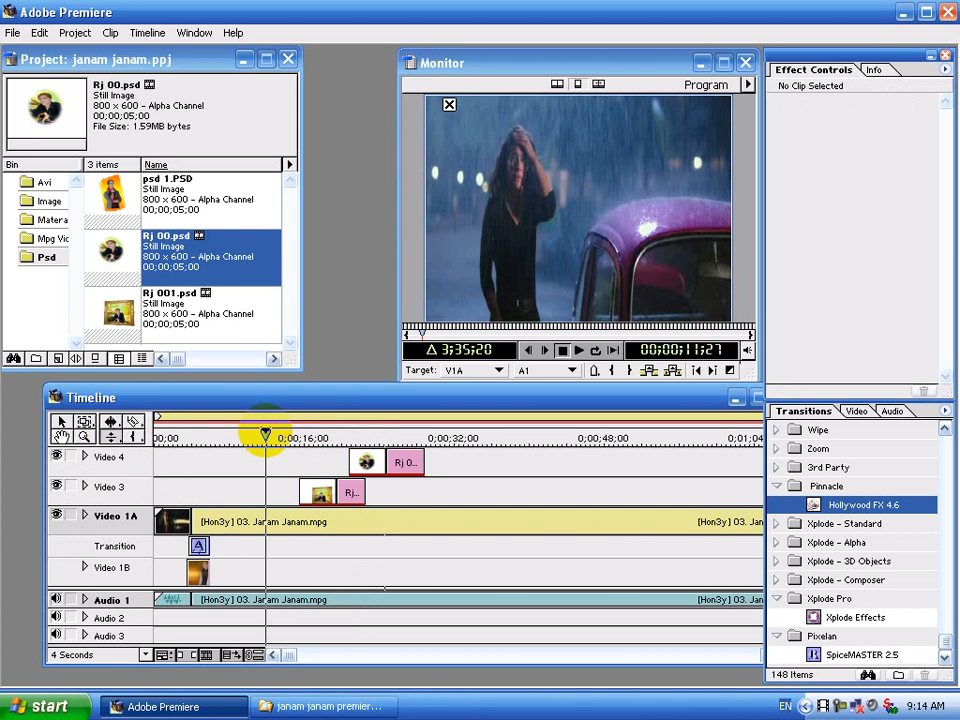 Adobe Premiere
File Edit Project Clip Timeline Window Help
Project: janam janam.ppj
Rj 00.psd
Still Image
800 x 600 - Alpha Channel
00;00;05;00
File Size: 1.59MB bytes
Bin 3 items Name
Avi
Image
Matera
Mpg Vic
Psd
psd 1.PSD
Still Image
800 x 600 - Alpha Channel
00;00;05;00
Rj 00.psd
Still Image
800 x 600 - Alpha Channel
00;00;05;00
Rj 001.psd
Still Image
800 x 600 - Alpha Channel
00;00;05;00
Monitor
Program
Δ 3;35;20
00;00;11;27
Target: V1A A1
Effect Controls Info
No Clip Selected
Timeline
00;00 0;00;16;00 0;00;32;00 0;00;48;00 0;01;04
Video 4 Rj 0...
Video 3 Rj...
Video 1A [Hon3y] 03. Janam Janam.mpg [Hon3y] 03. Ja
Transition
Video 1B
Audio 1 [Hon3y] 03. Janam Janam.mpg [Hon3y] 03. Ja
Audio 2
Audio 3
4 Seconds
Transitions Video Audio
Wipe
Zoom
3rd Party
Pinnacle
Hollywood FX 4.6
Xplode - Standard
Xplode - Alpha
Xplode - 3D Objects
Xplode - Composer
Xplode Pro
Xplode Effects
Pixelan
SpiceMASTER 2.5
148 Items
start Adobe Premiere janam janam premier... EN 9:14 AM